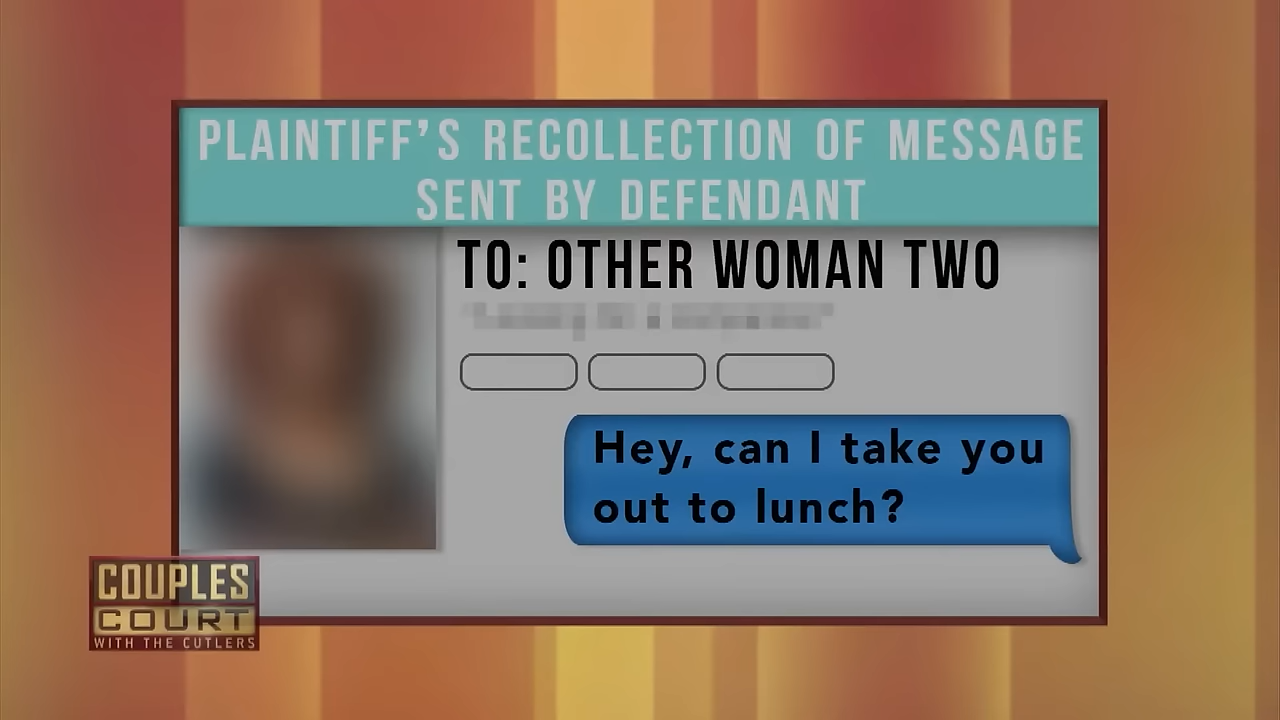 PLAINTIFF'S RECOLLECTION OF MESSAGE
SENT BY DEFENDANT
TO: OTHER WOMAN TWO
Hey, can I take you
out to lunch?
COUPLES
COURT
WITH THE CUTLERS